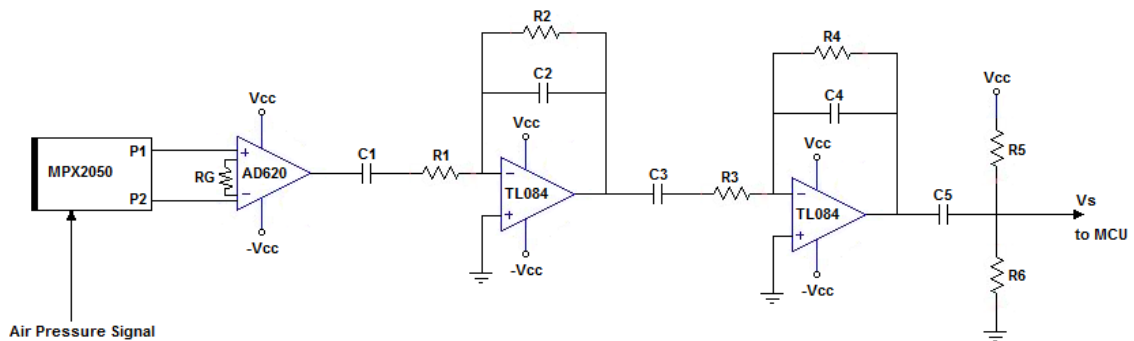 R2
R4
C2
C4
Vcc
Vcc
Vcc
Vcc
MPX2050
P1
P2
RG
+
−
AD620
-Vcc
C1
R1
−
+
TL084
-Vcc
C3
R3
−
+
TL084
-Vcc
C5
R5
R6
Vs
to MCU
Air Pressure Signal